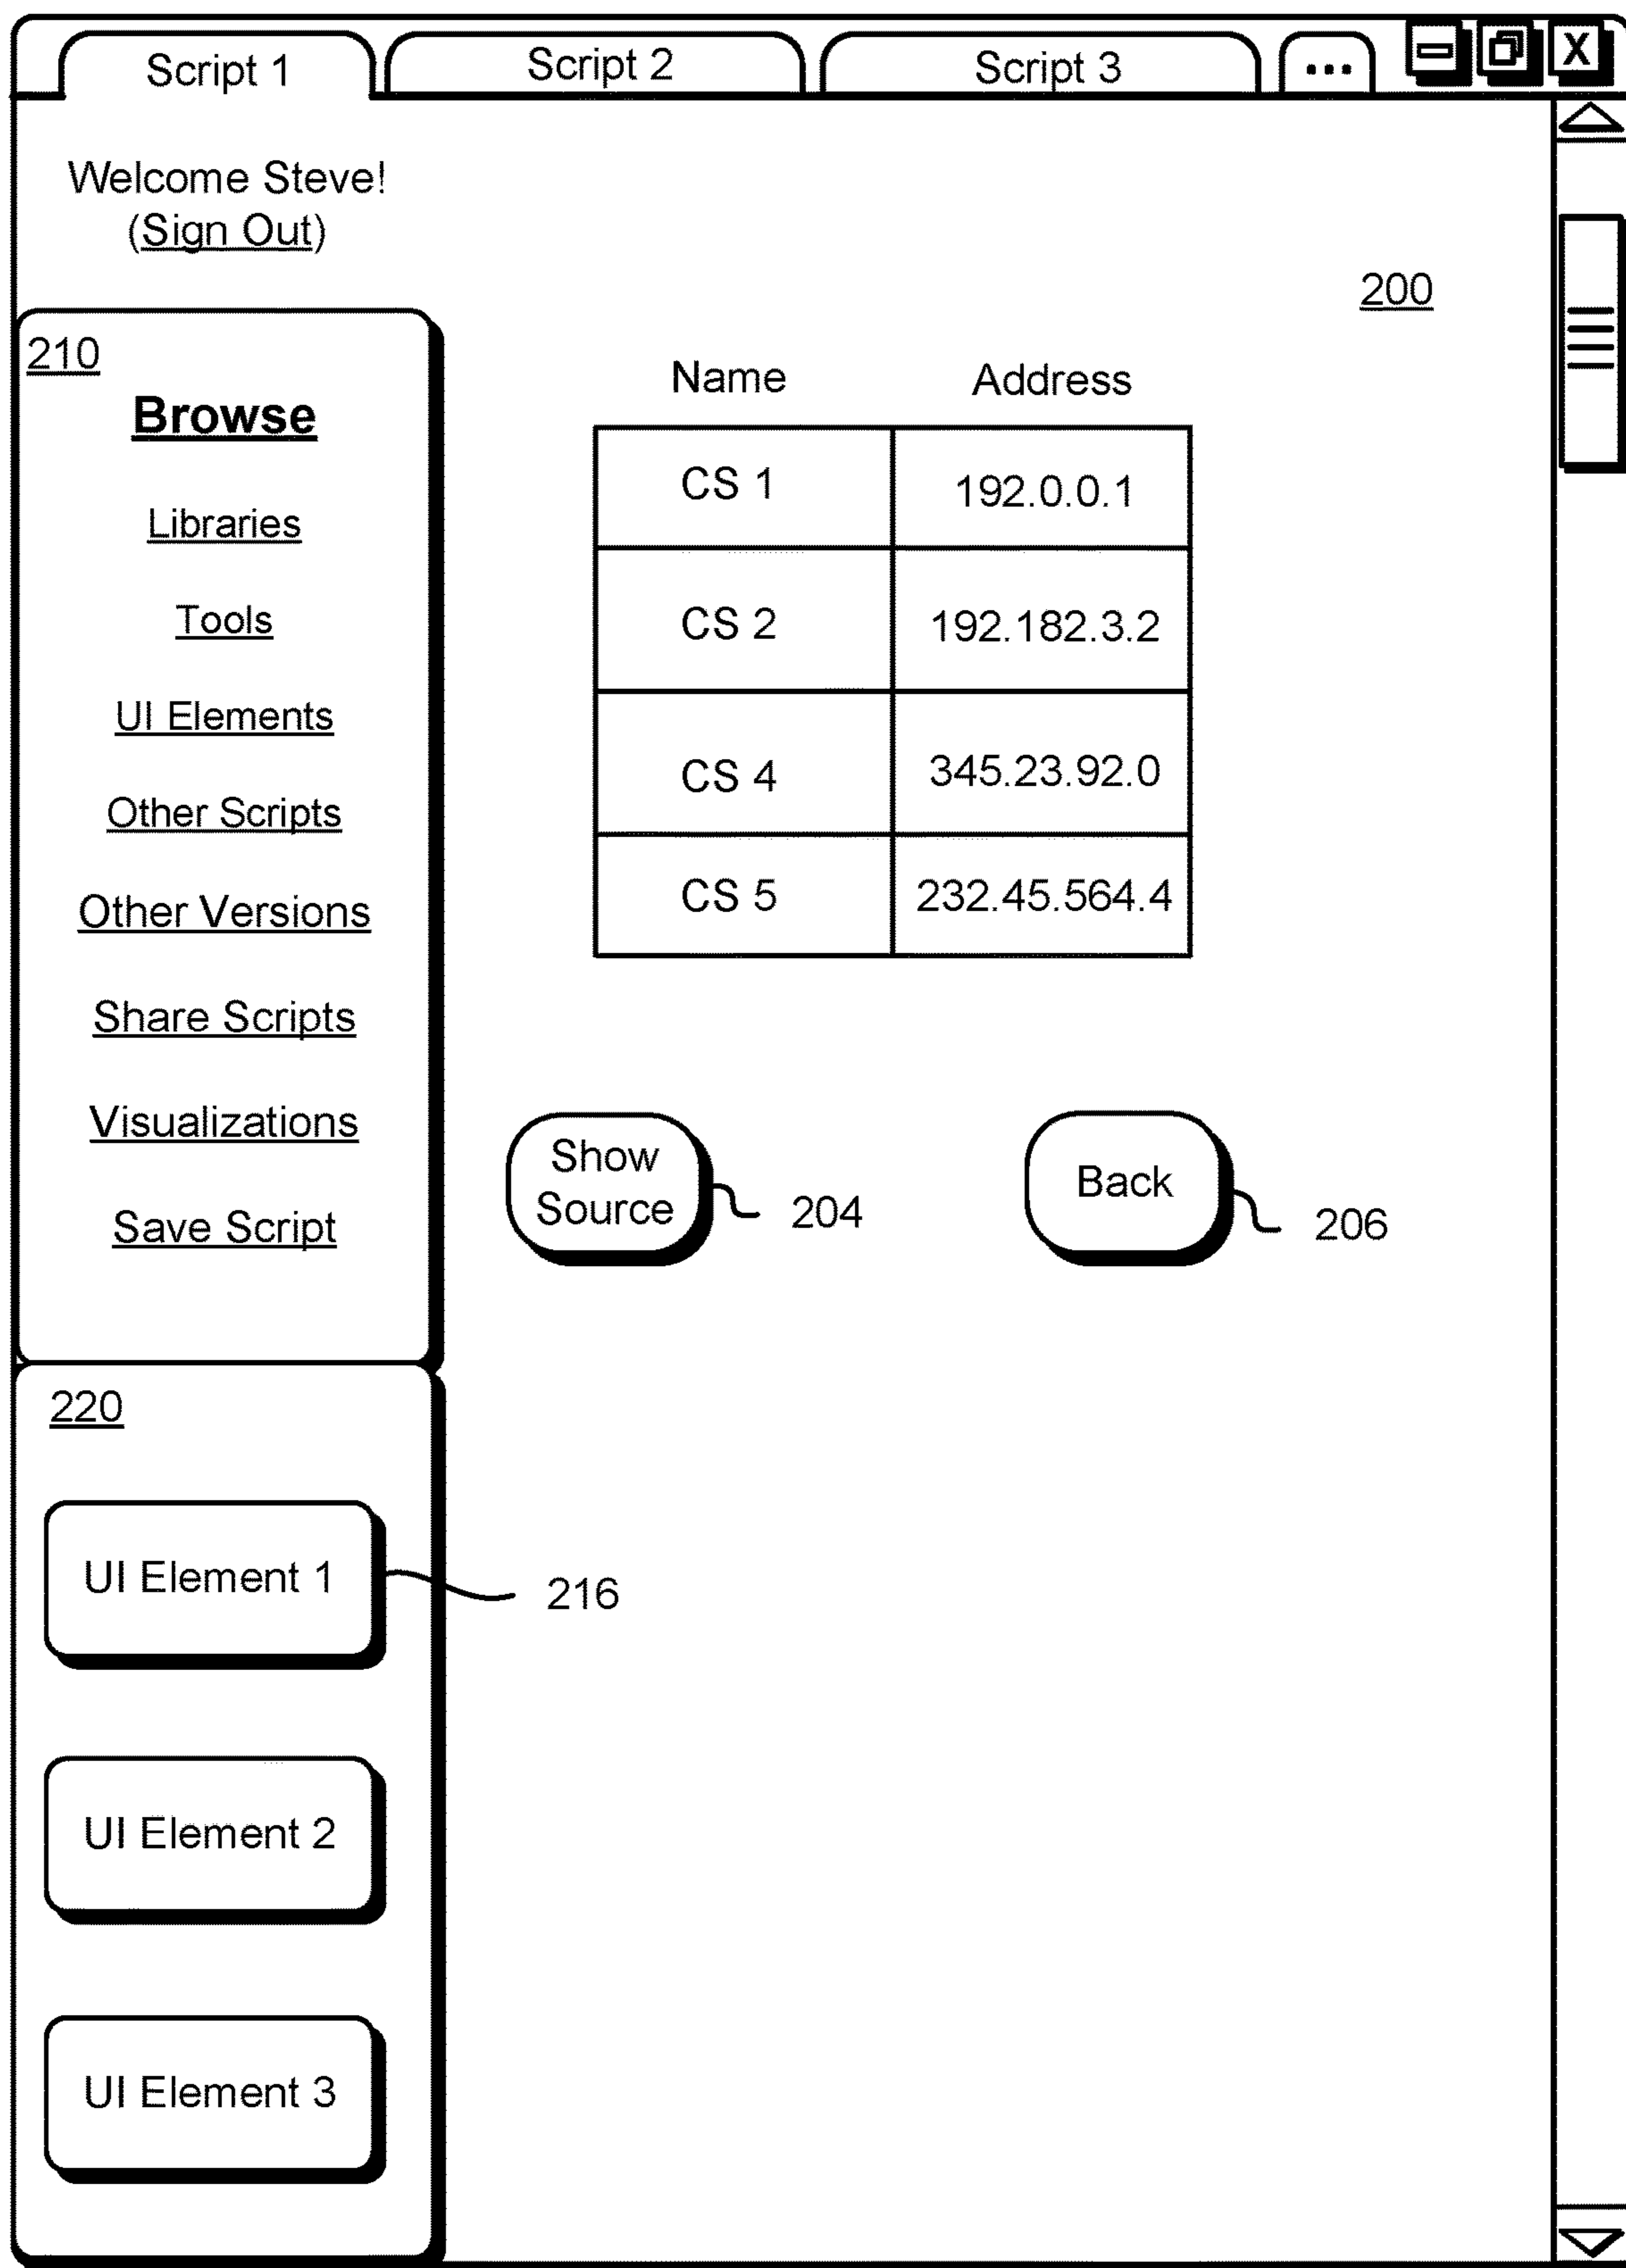 Script 1
Script 2
Script 3
...
X
Welcome Steve!
(Sign Out)
200
210
Browse
Libraries
Tools
UI Elements
Other Scripts
Other Versions
Share Scripts
Visualizations
Save Script
Name Address
CS 1 192.0.0.1
CS 2 192.182.3.2
CS 4 345.23.92.0
CS 5 232.45.564.4
Show
Source
204
Back
206
220
UI Element 1
216
UI Element 2
UI Element 3